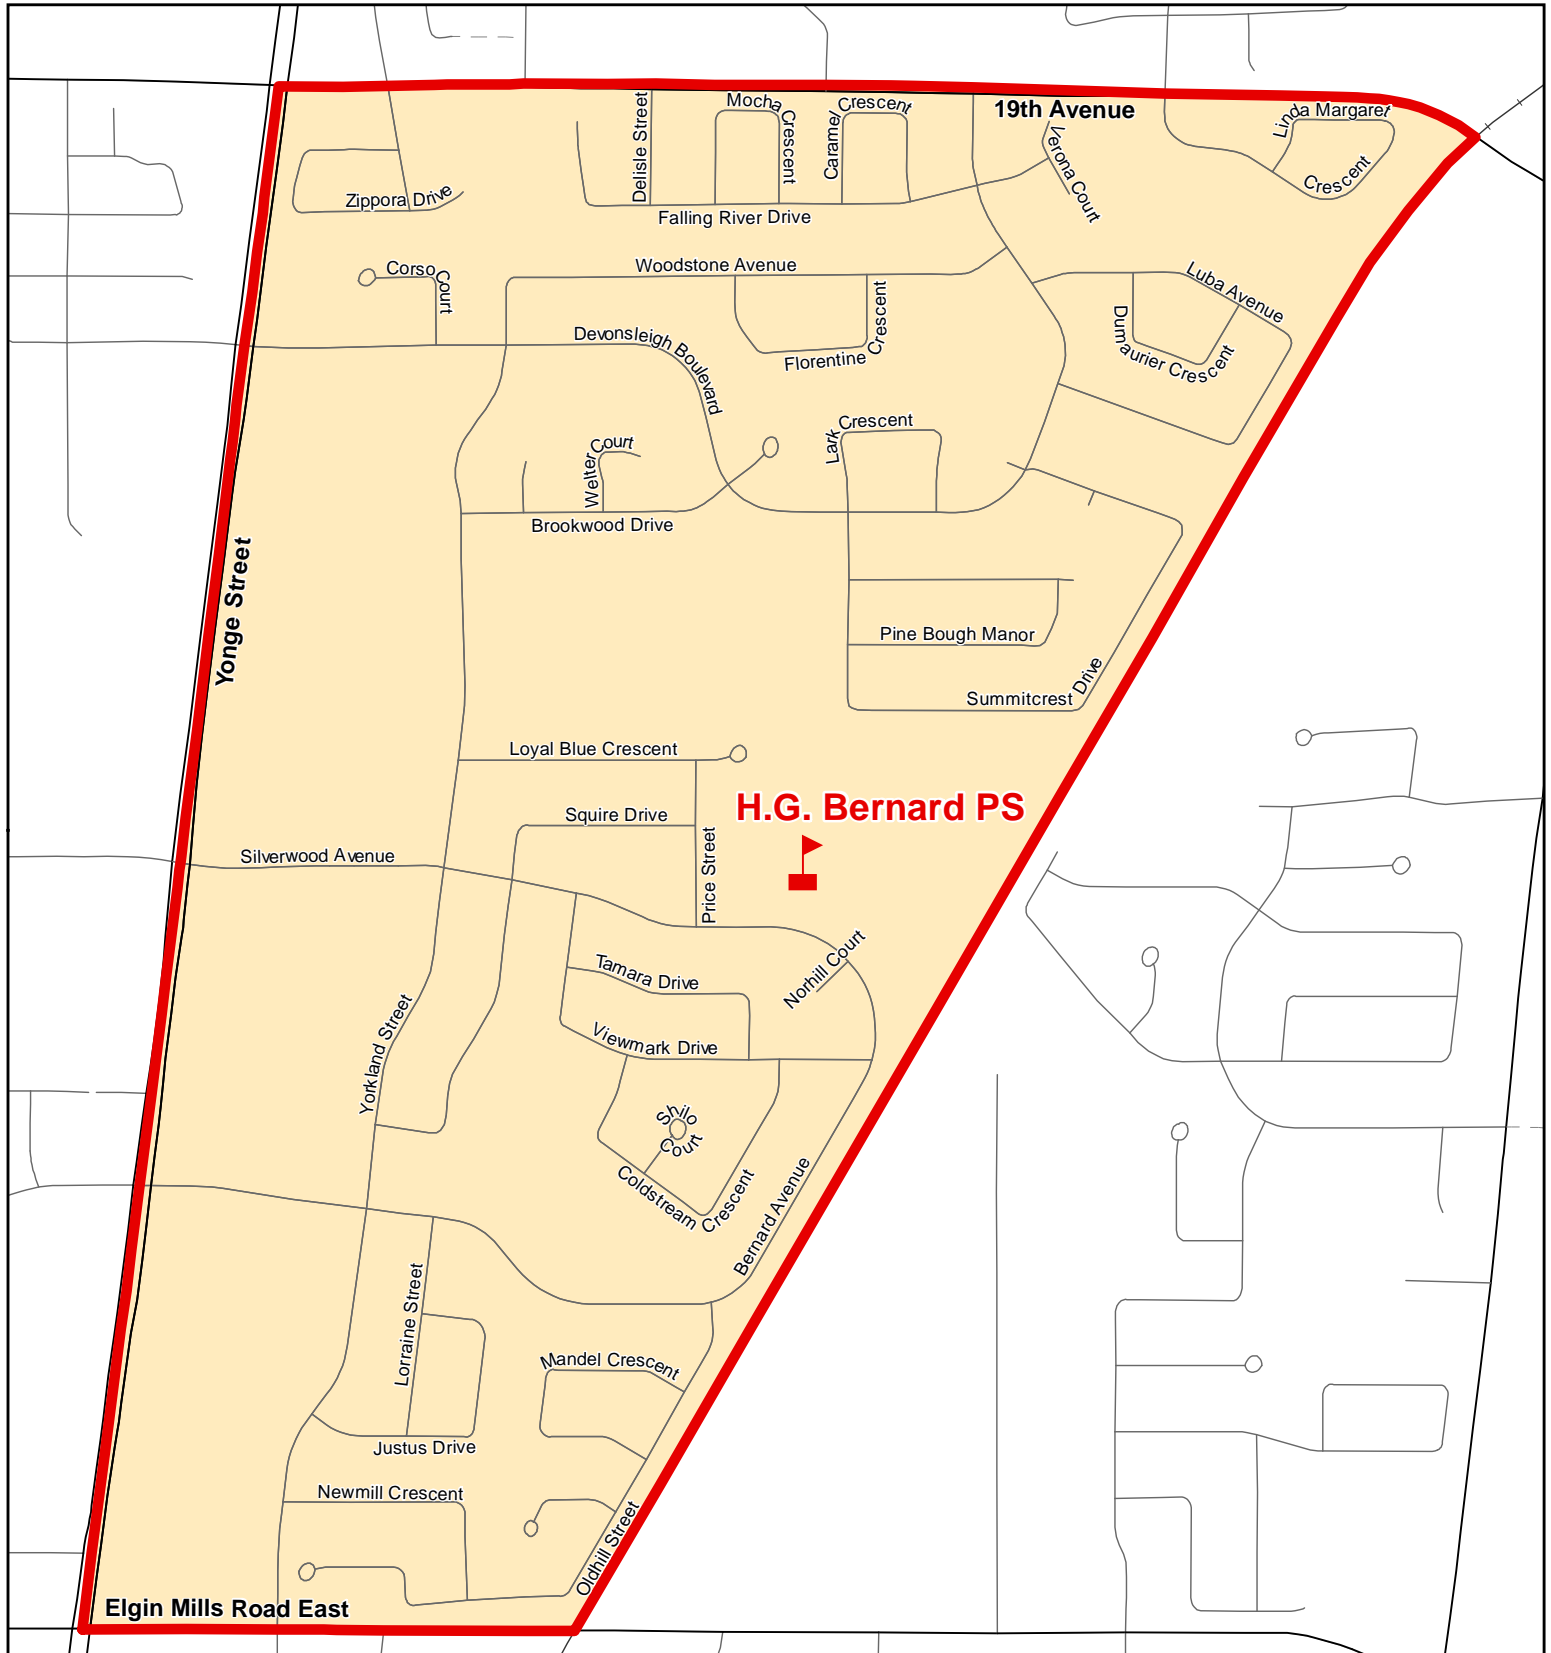 19th Avenue
Linda Margaret
Crescent
Mocha
Crescent
Caramel
Crescent
Delisle Street
Verona Court
Zippora Drive
Falling River Drive
Corso
Court
Woodstone Avenue
Luba Avenue
Devonsleigh Boulevard
Florentine
Crescent
Dumaurier Crescent
Lark
Crescent
Welter
Court
Brookwood Drive
Yonge Street
Pine Bough Manor
Summitcrest
Drive
Loyal Blue Crescent
H.G. Bernard PS
Squire Drive
Price Street
Silverwood Avenue
Norhill Court
Tamara Drive
Viewmark Drive
Yorkland Street
Shilo
Court
Coldstream Crescent
Bernard Avenue
Lorraine Street
Mandel Crescent
Justus Drive
Newmill Crescent
Oldhill Street
Elgin Mills Road East